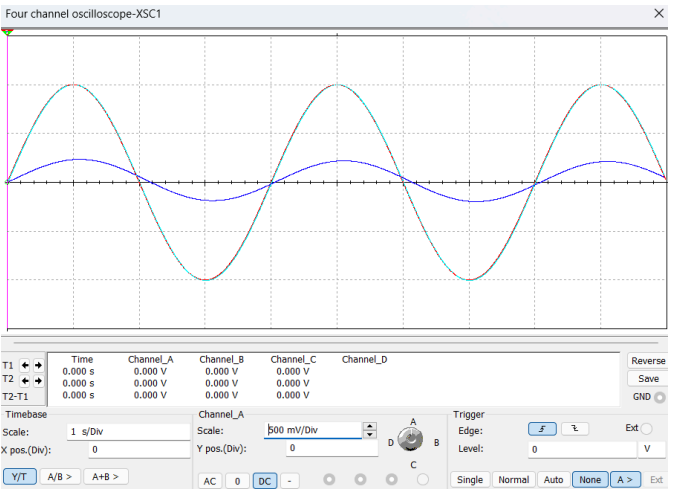 Four channel oscilloscope-XSC1
Time Channel_A Channel_B Channel_C Channel_D
T1 0.000 s 0.000 V 0.000 V 0.000 V
T2 0.000 s 0.000 V 0.000 V 0.000 V
T2-T1 0.000 s 0.000 V 0.000 V 0.000 V
Reverse
Save
GND
Timebase
Scale: 1 s/Div
X pos.(Div): 0
Y/T A/B > A+B >
Channel_A
Scale: 500 mV/Div
Y pos.(Div): 0
AC 0 DC -
A
D B
C
Trigger
Edge: Ext
Level: 0 V
Single Normal Auto None A > Ext